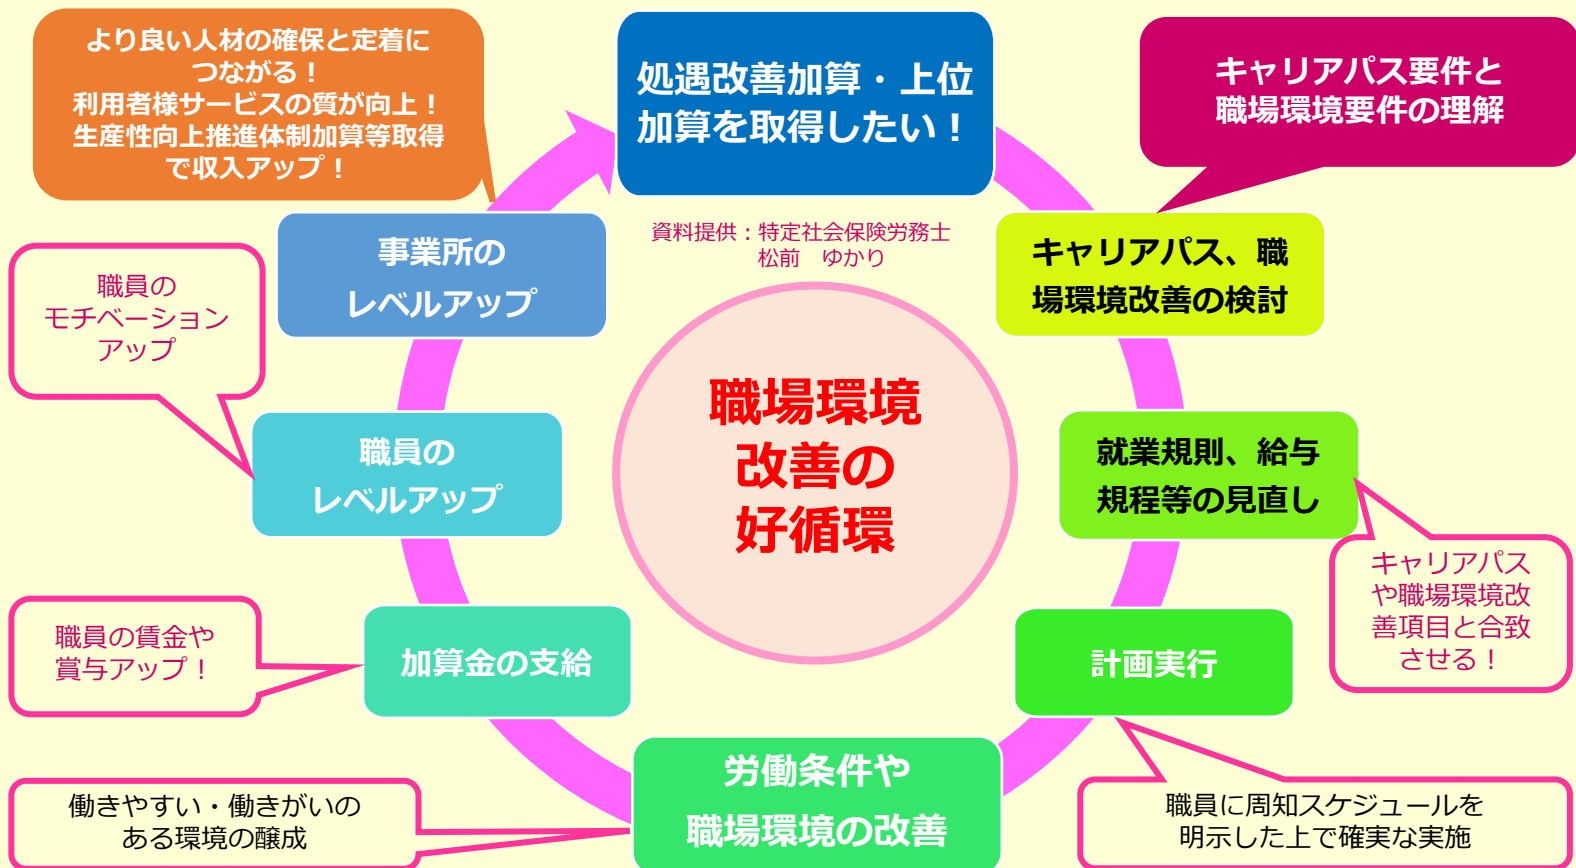 より良い人材の確保と定着に
つながる！
利用者様サービスの質が向上！
生産性向上推進体制加算等取得
で収入アップ！
処遇改善加算・上位
加算を取得したい！
キャリアパス要件と
職場環境要件の理解
資料提供：特定社会保険労務士
松前　ゆかり
事業所の
レベルアップ
キャリアパス、職
場環境改善の検討
職員の
モチベーション
アップ
職場環境
改善の
好循環
職員の
レベルアップ
就業規則、給与
規程等の見直し
キャリアパス
や職場環境改
善項目と合致
させる！
職員の賃金や
賞与アップ！
加算金の支給
計画実行
労働条件や
職場環境の改善
働きやすい・働きがいの
ある環境の醸成
職員に周知スケジュールを
明示した上で確実な実施